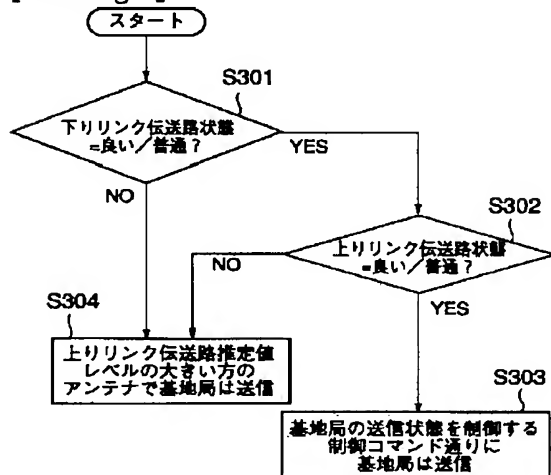 スタート
S301
下りリンク伝送路状態
=良い/普通?
YES
NO
S302
上りリンク伝送路状態
=良い/普通?
NO
YES
S304
上りリンク伝送路推定値
レベルの大きい方の
アンテナで基地局は送信
S303
基地局の送信状態を制御する
制御コマンド通りに
基地局は送信